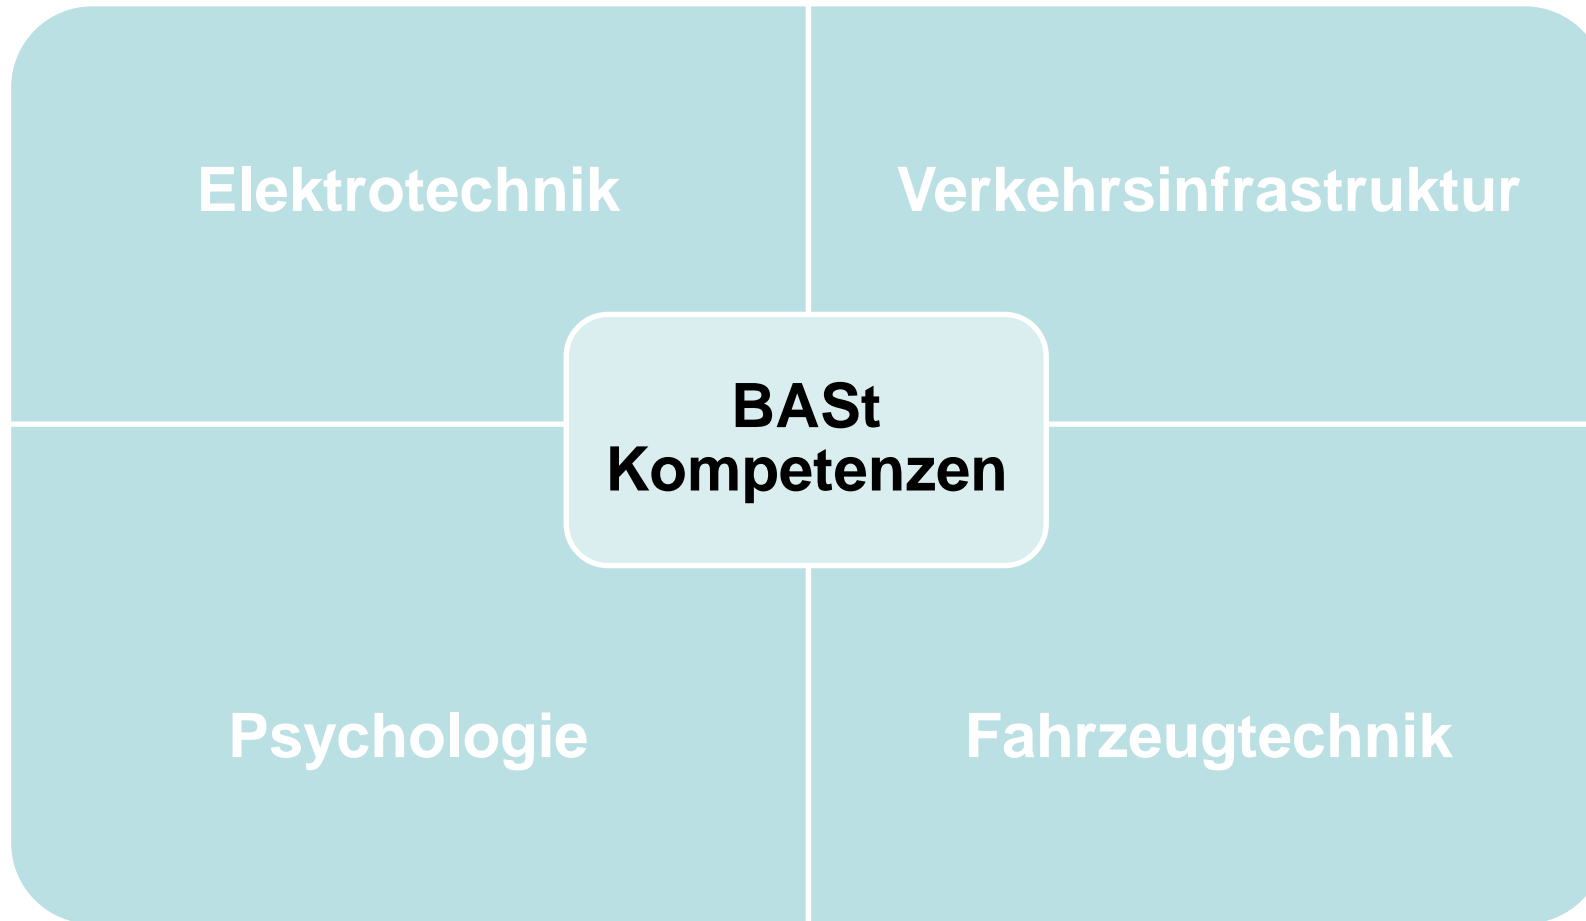 Elektrotechnik
Verkehrsinfrastruktur
BASt
Kompetenzen
Psychologie
Fahrzeugtechnik